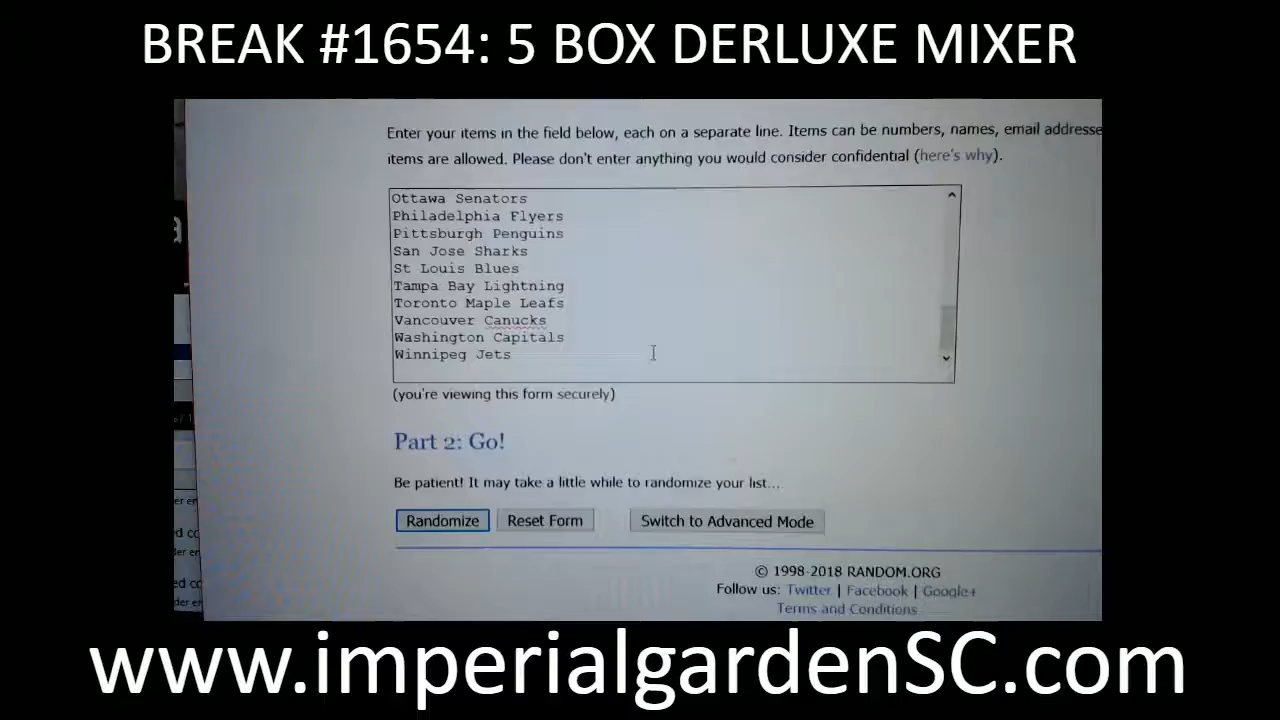 BREAK #1654: 5 BOX DERLUXE MIXER
Enter your items in the field below, each on a separate line. Items can be numbers, names, email addresse
items are allowed. Please don't enter anything you would consider confidential (here's why).
Ottawa Senators
Philadelphia Flyers
Pittsburgh Penguins
San Jose Sharks
St Louis Blues
Tampa Bay Lightning
Toronto Maple Leafs
Vancouver Canucks
Washington Capitals
Winnipeg Jets
(you're viewing this form securely)
Part 2: Go!
Be patient! It may take a little while to randomize your list...
Randomize Reset Form Switch to Advanced Mode
© 1998-2018 RANDOM.ORG
Follow us: Twitter | Facebook | Google+
Terms and Conditions
www.imperialgardenSC.com